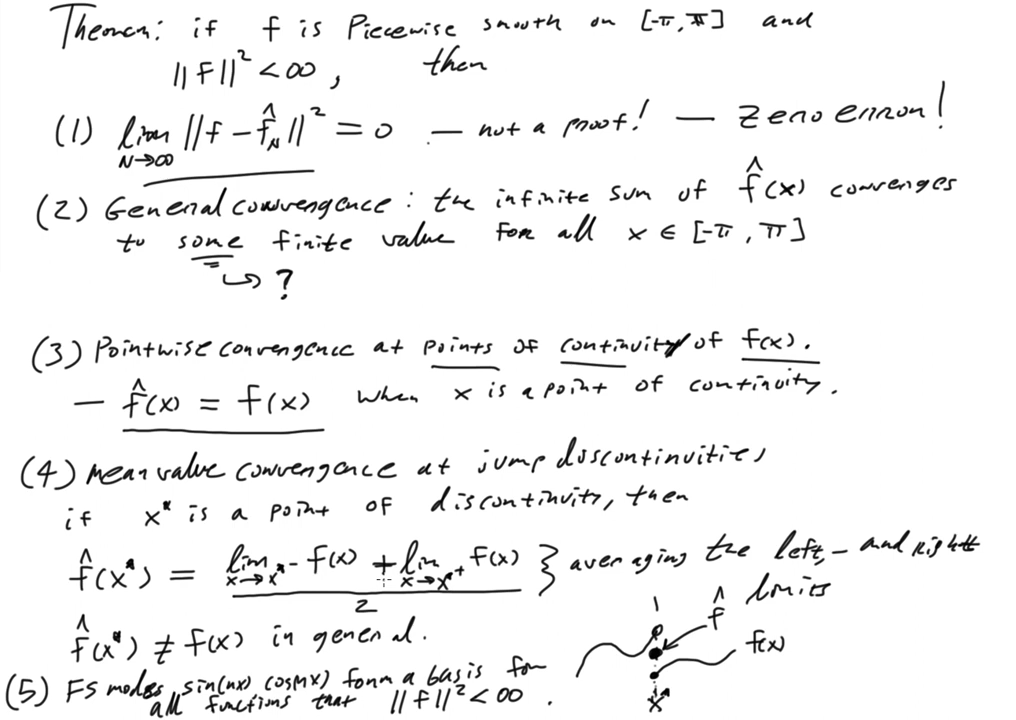 Theorem: if f is Piecewise smooth on [-π, π] and
||f||² < ∞, then
(1) lim N→∞ ||f - f̂_N||² = 0 — not a proof! — Zero error!
(2) General convergence: the infinite sum of f̂(x) converges
to some finite value for all x ∈ [-π, π]
↳ ?
(3) Pointwise convergence at points of continuity of f(x).
— f̂(x) = f(x) when x is a point of continuity.
(4) mean value convergence at jump discontinuities,
if x* is a point of discontinuity, then
f̂(x*) = (lim x→x*⁻ f(x) + lim x→x*⁺ f(x)) / 2 } averaging the left- and right
limits
f̂(x*) ≠ f(x) in general.
f̂
f(x)
x*
(5) FS modes sin(nx) cos(nx) form a basis for
all functions that ||f||² < ∞.